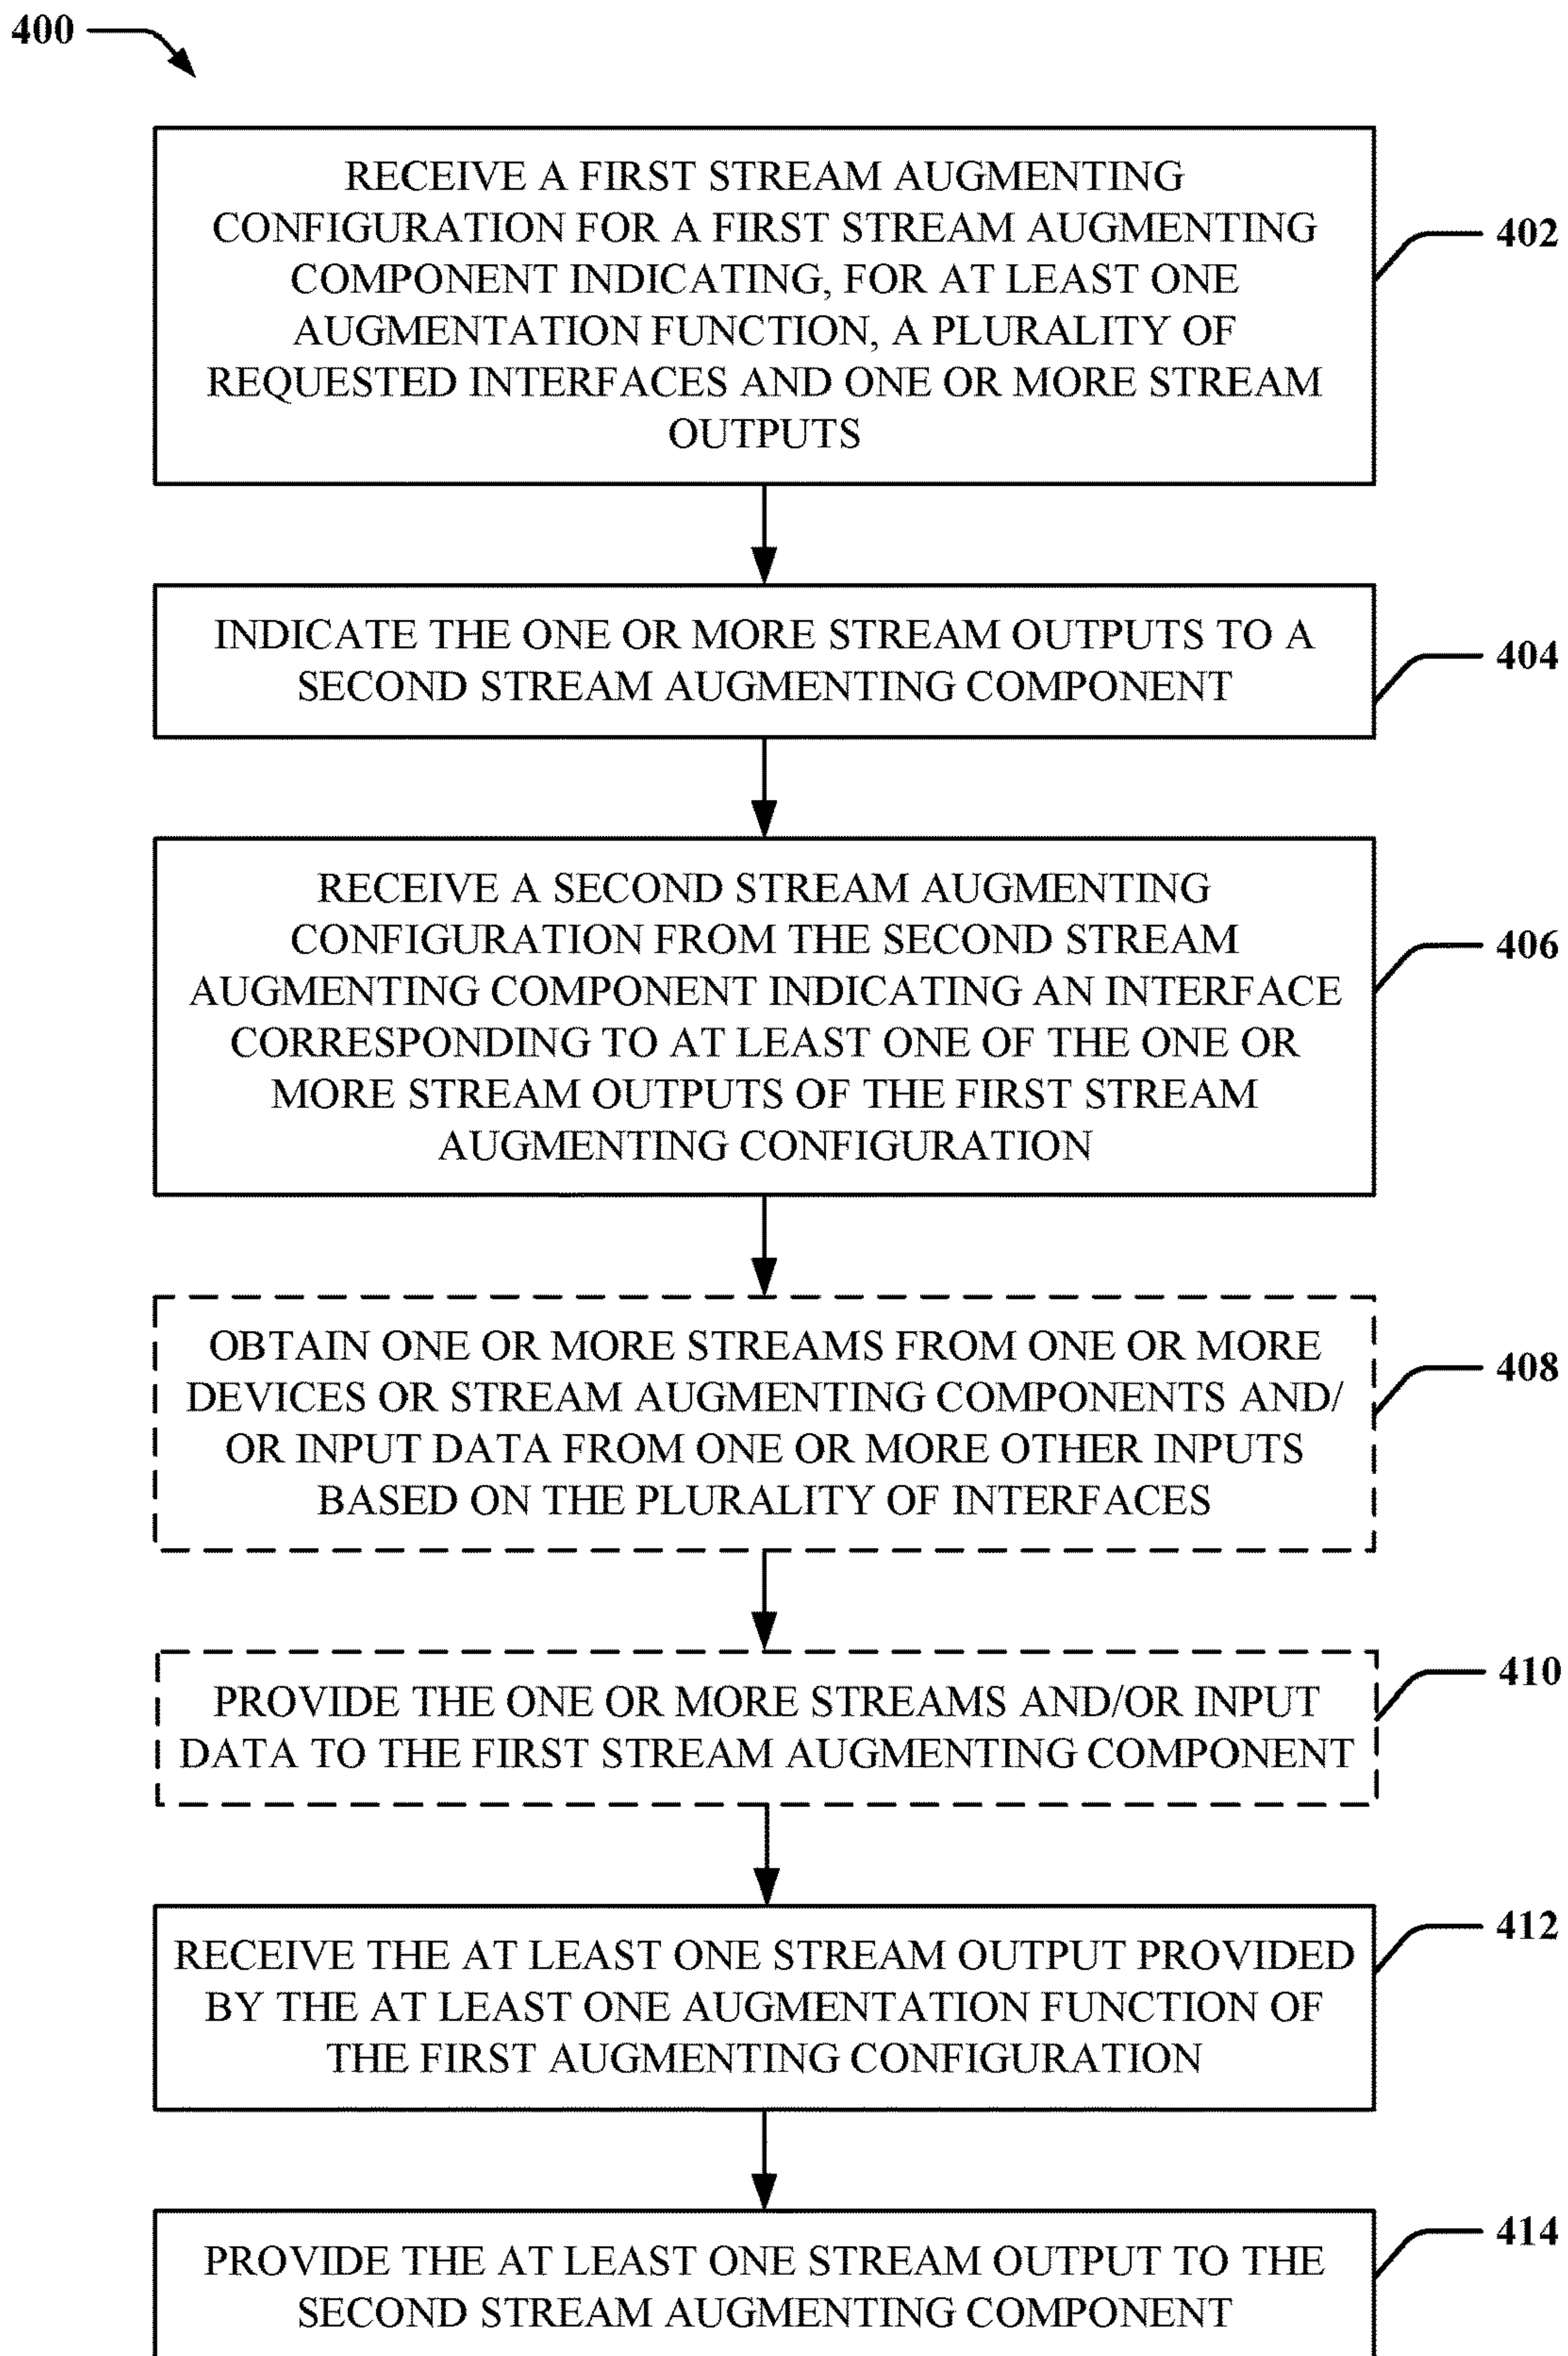 400
RECEIVE A FIRST STREAM AUGMENTING
CONFIGURATION FOR A FIRST STREAM AUGMENTING
COMPONENT INDICATING, FOR AT LEAST ONE
AUGMENTATION FUNCTION, A PLURALITY OF
REQUESTED INTERFACES AND ONE OR MORE STREAM
OUTPUTS
402
INDICATE THE ONE OR MORE STREAM OUTPUTS TO A
SECOND STREAM AUGMENTING COMPONENT
404
RECEIVE A SECOND STREAM AUGMENTING
CONFIGURATION FROM THE SECOND STREAM
AUGMENTING COMPONENT INDICATING AN INTERFACE
CORRESPONDING TO AT LEAST ONE OF THE ONE OR
MORE STREAM OUTPUTS OF THE FIRST STREAM
AUGMENTING CONFIGURATION
406
OBTAIN ONE OR MORE STREAMS FROM ONE OR MORE
DEVICES OR STREAM AUGMENTING COMPONENTS AND/
OR INPUT DATA FROM ONE OR MORE OTHER INPUTS
BASED ON THE PLURALITY OF INTERFACES
408
PROVIDE THE ONE OR MORE STREAMS AND/OR INPUT
DATA TO THE FIRST STREAM AUGMENTING COMPONENT
410
RECEIVE THE AT LEAST ONE STREAM OUTPUT PROVIDED
BY THE AT LEAST ONE AUGMENTATION FUNCTION OF
THE FIRST AUGMENTING CONFIGURATION
412
PROVIDE THE AT LEAST ONE STREAM OUTPUT TO THE
SECOND STREAM AUGMENTING COMPONENT
414